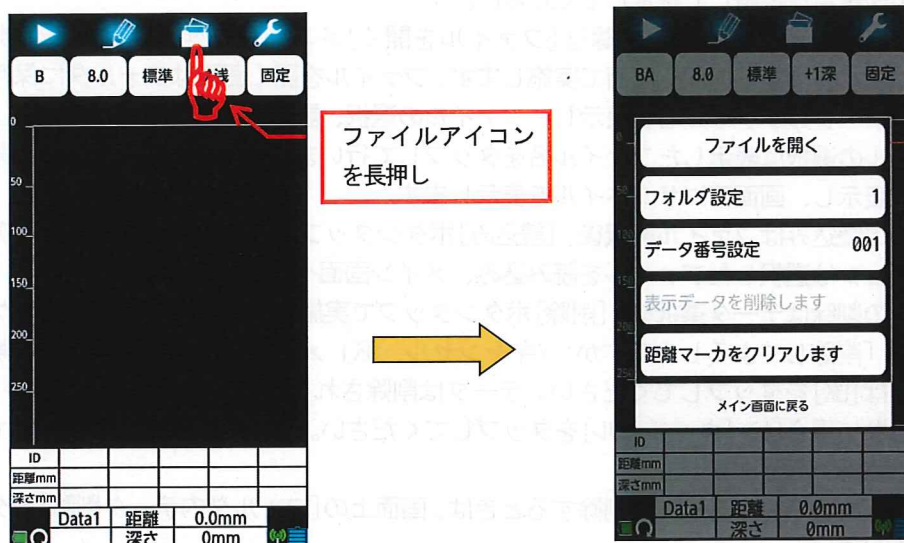 B 8.0 標準 固定
0
50
100
150
200
250
ID
距離mm
深さmm
Data1 距離 0.0mm
深さ 0mm
ファイルアイコン
を長押し
BA 8.0 標準 +1深 固定
ファイルを開く
フォルダ設定 1
データ番号設定 001
表示データを削除します
距離マーカをクリアします
メイン画面に戻る
ID
距離mm
深さmm
Data1 距離 0.0mm
深さ 0mm